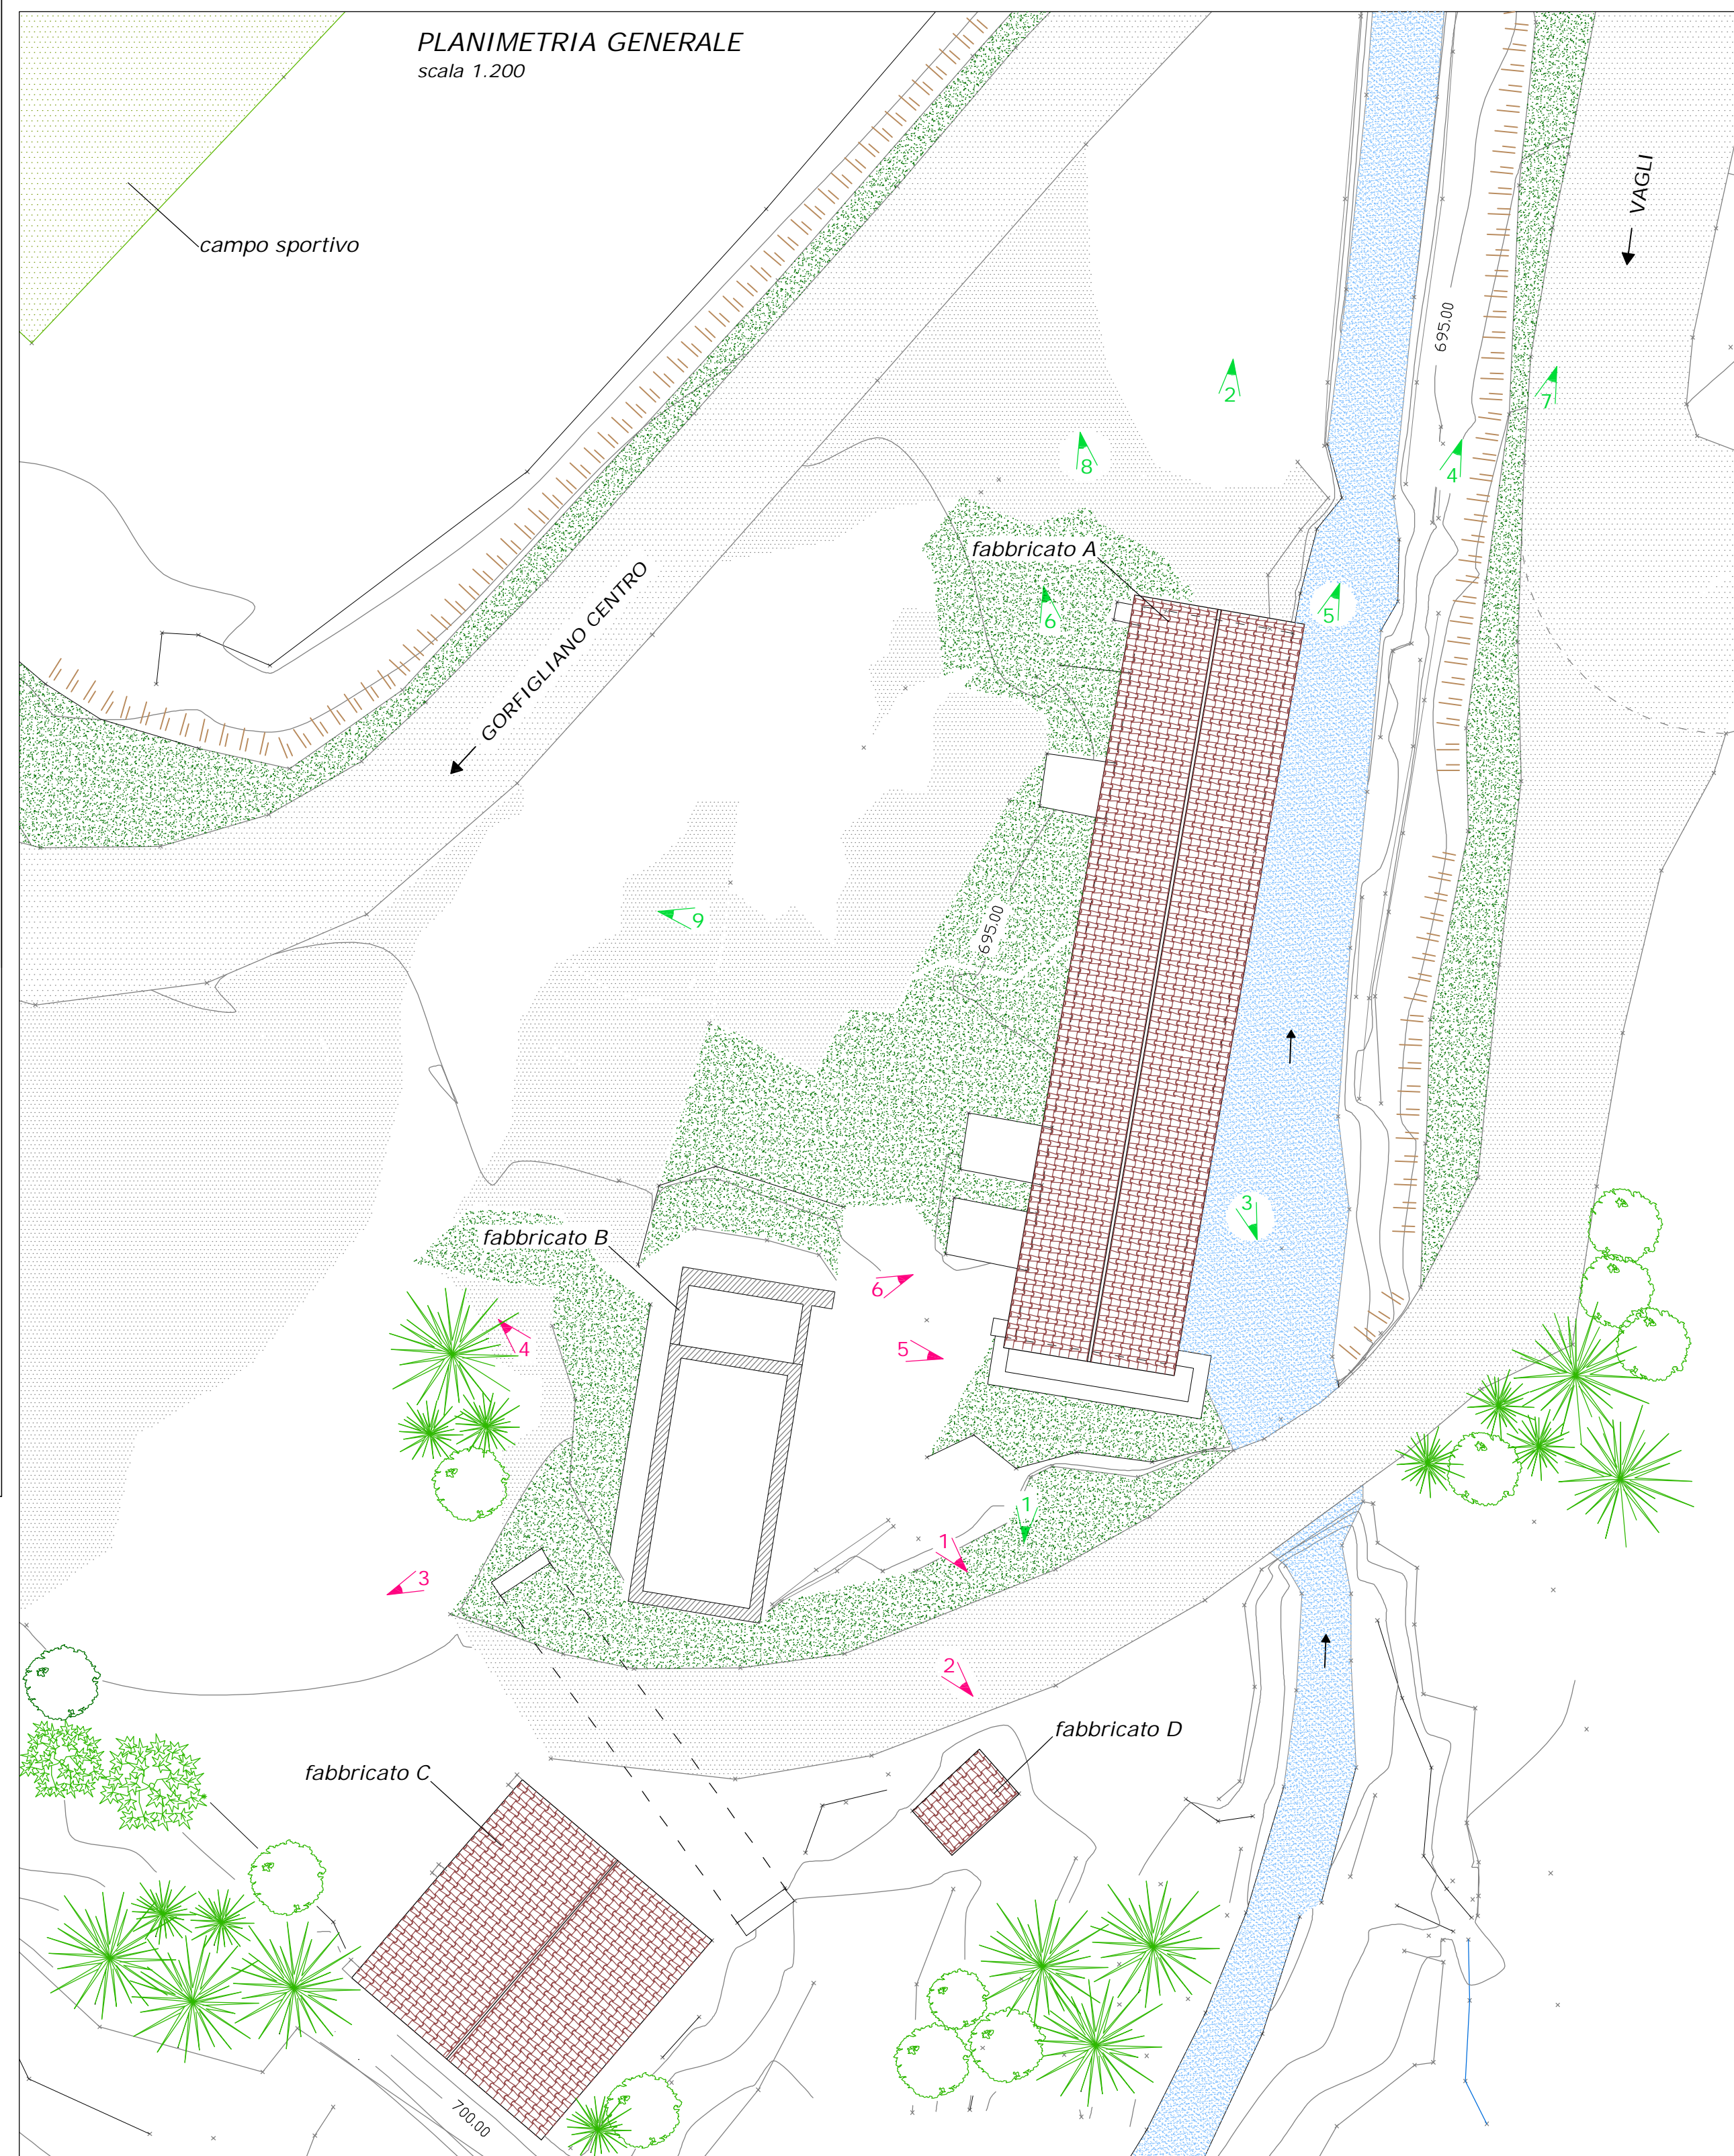 PLANIMETRIA GENERALE
scala 1.200
campo sportivo
VAGLI
695.00
2
7
8
4
fabbricato A
GORFIGLIANO CENTRO
6
5
9
695.00
3
fabbricato B
6
4
5
1
1
3
2
fabbricato D
fabbricato C
700.00